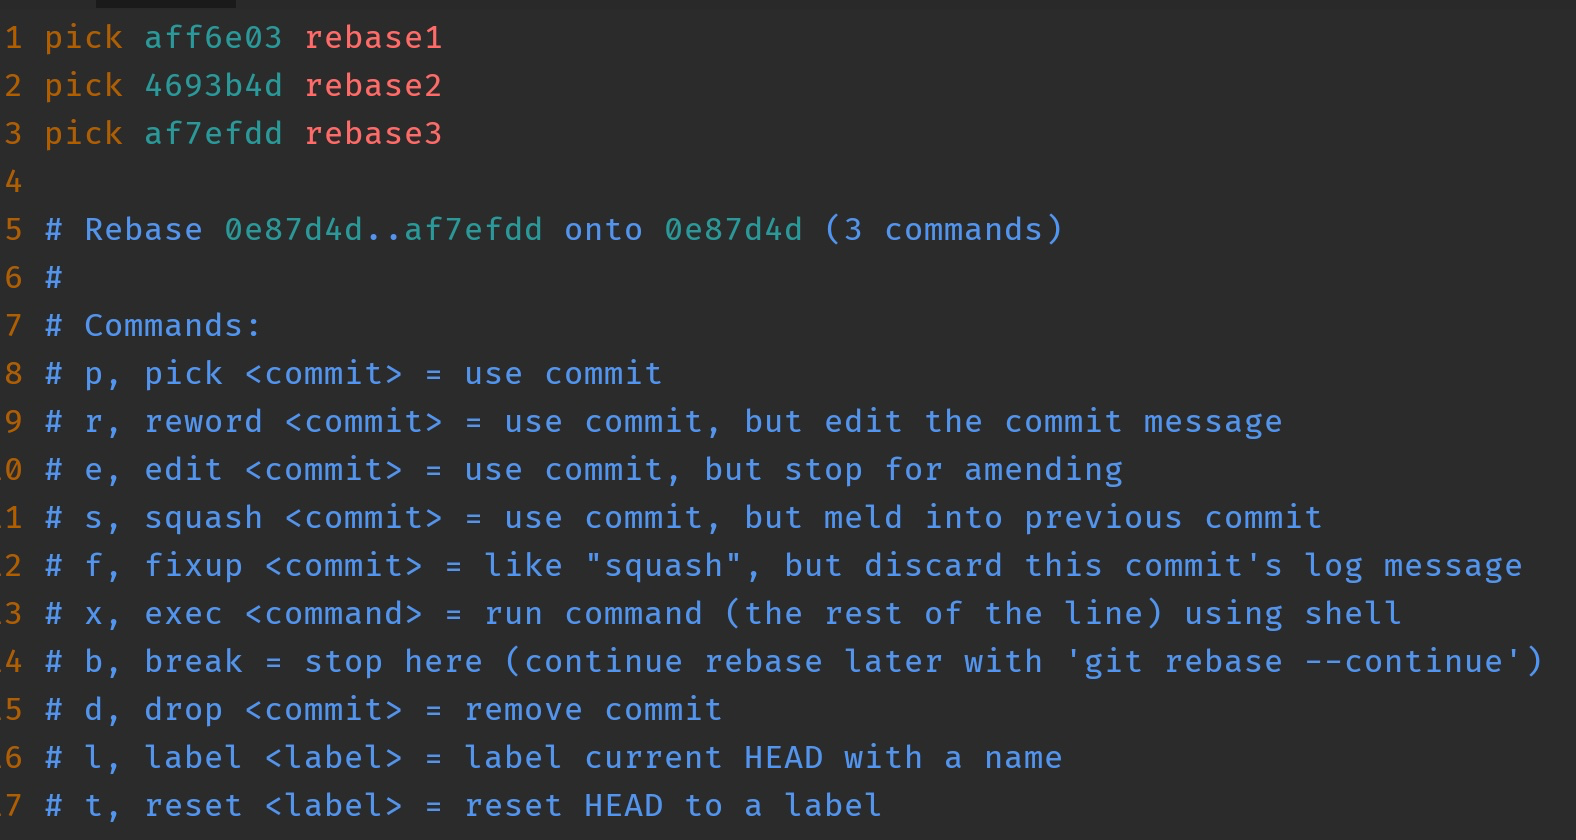 1 pick aff6e03 rebase1
2 pick 4693b4d rebase2
3 pick af7efdd rebase3
4
5 # Rebase 0e87d4d..af7efdd onto 0e87d4d (3 commands)
6 #
7 # Commands:
8 # p, pick <commit> = use commit
9 # r, reword <commit> = use commit, but edit the commit message
0 # e, edit <commit> = use commit, but stop for amending
1 # s, squash <commit> = use commit, but meld into previous commit
2 # f, fixup <commit> = like "squash", but discard this commit's log message
3 # x, exec <command> = run command (the rest of the line) using shell
4 # b, break = stop here (continue rebase later with 'git rebase --continue')
5 # d, drop <commit> = remove commit
6 # l, label <label> = label current HEAD with a name
7 # t, reset <label> = reset HEAD to a label